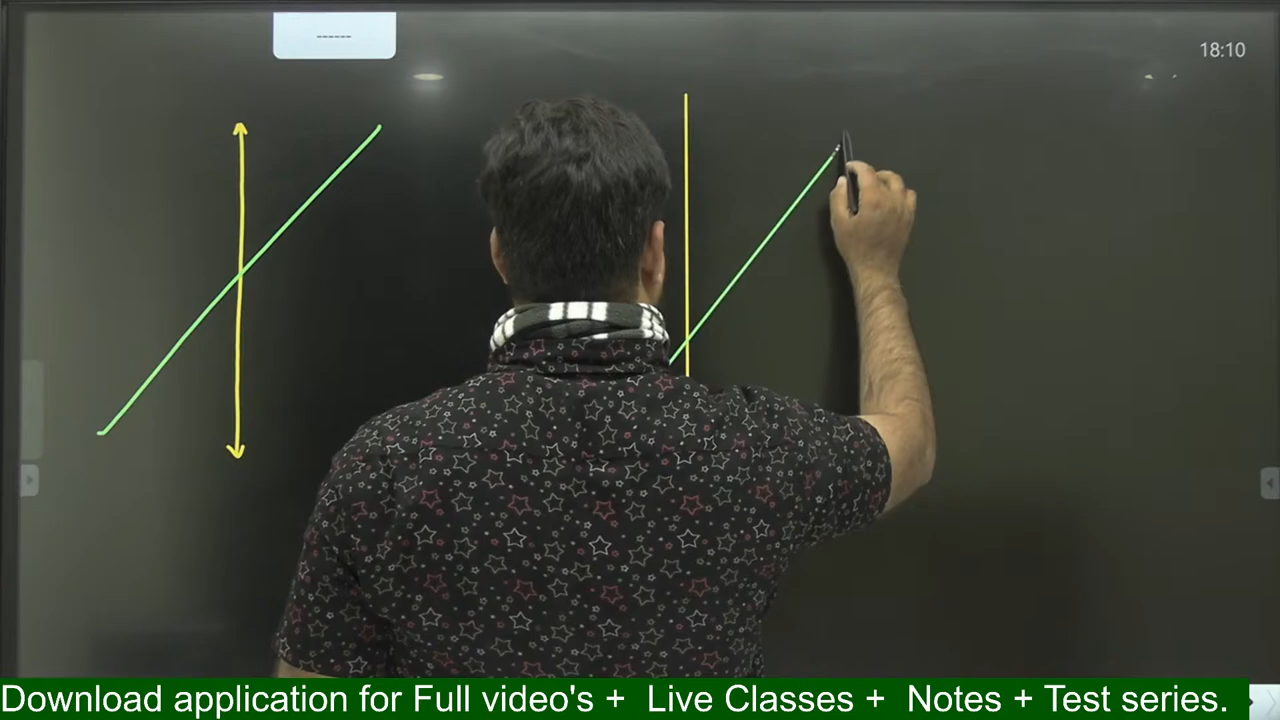 ------
18:10
Download application for Full video's +  Live Classes +  Notes + Test series.